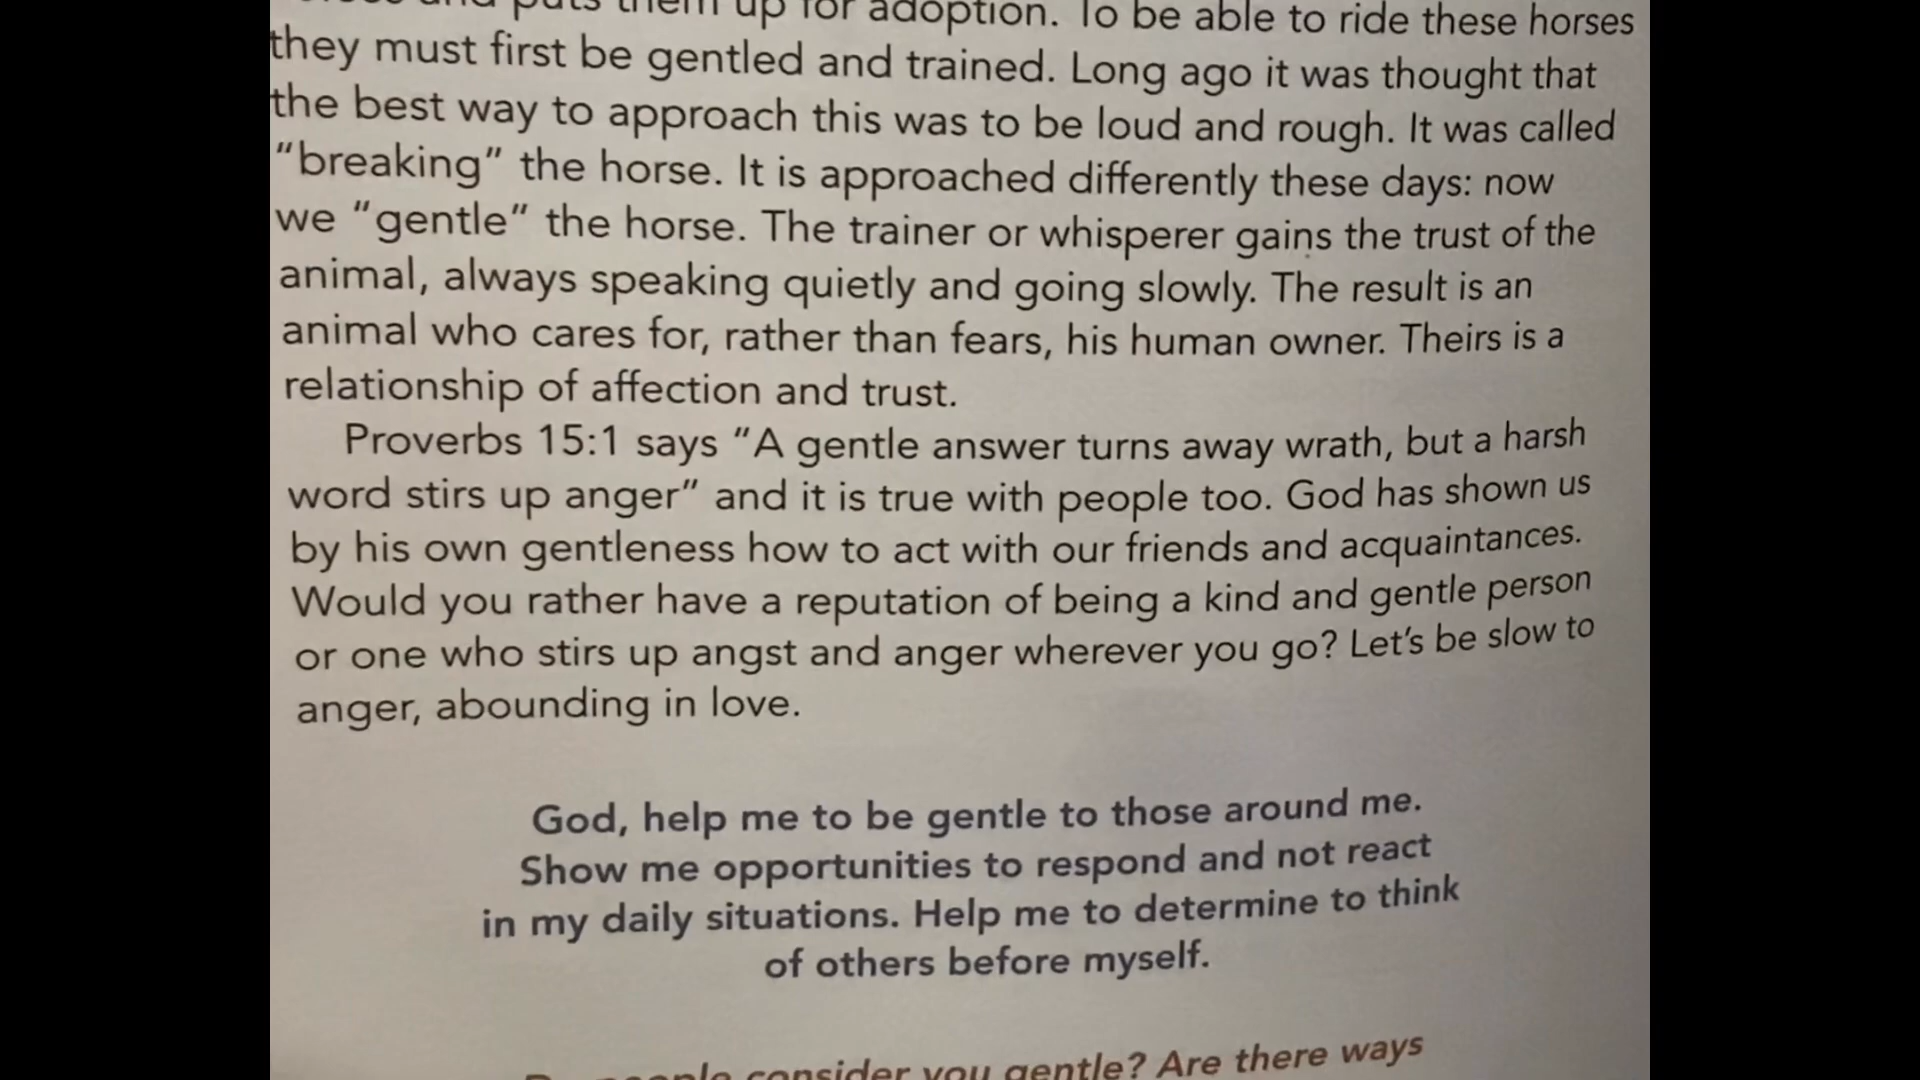 and puts them up for adoption. To be able to ride these horses
they must first be gentled and trained. Long ago it was thought that
the best way to approach this was to be loud and rough. It was called
“breaking” the horse. It is approached differently these days: now
we “gentle” the horse. The trainer or whisperer gains the trust of the
animal, always speaking quietly and going slowly. The result is an
animal who cares for, rather than fears, his human owner. Theirs is a
relationship of affection and trust.
Proverbs 15:1 says “A gentle answer turns away wrath, but a harsh
word stirs up anger” and it is true with people too. God has shown us
by his own gentleness how to act with our friends and acquaintances.
Would you rather have a reputation of being a kind and gentle person
or one who stirs up angst and anger wherever you go? Let’s be slow to
anger, abounding in love.
God, help me to be gentle to those around me.
Show me opportunities to respond and not react
in my daily situations. Help me to determine to think
of others before myself.
people consider you gentle? Are there ways